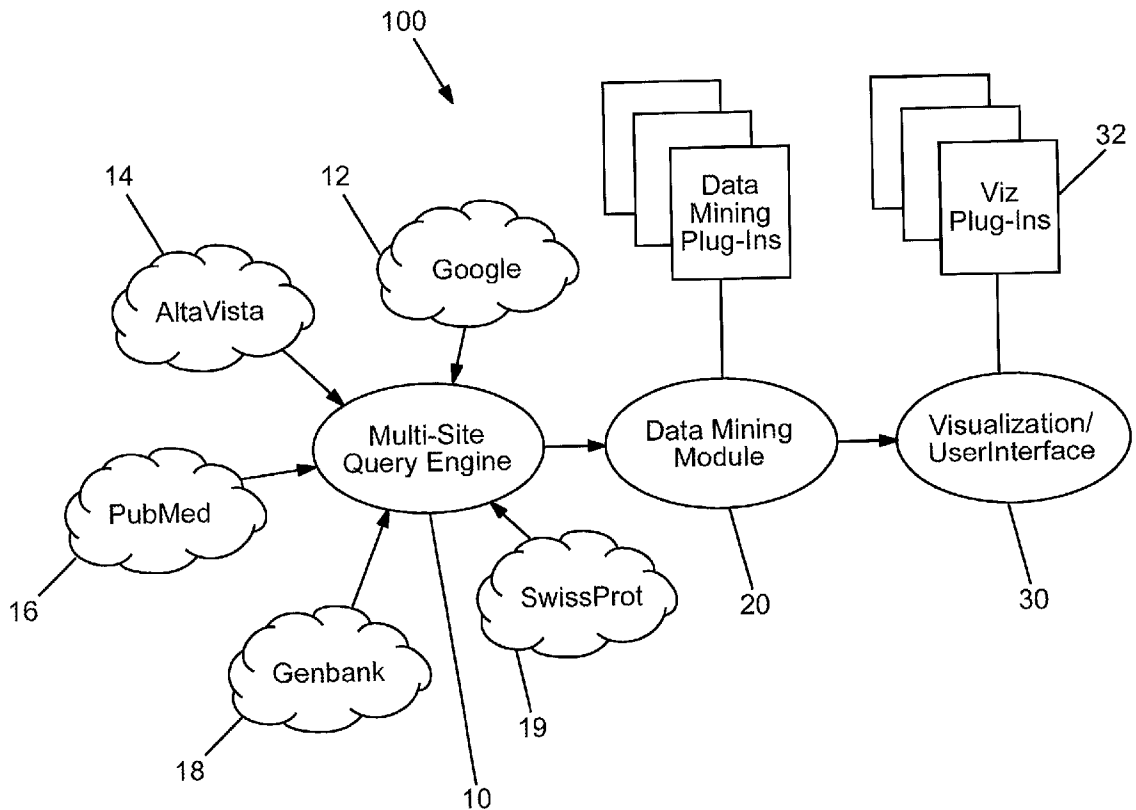 100
14
12
32
AltaVista
Google
Data
Mining
Plug-Ins
Viz
Plug-Ins
Multi-Site
Query Engine
Data Mining
Module
Visualization/
UserInterface
PubMed
16
Genbank
18
SwissProt
19
10
20
30